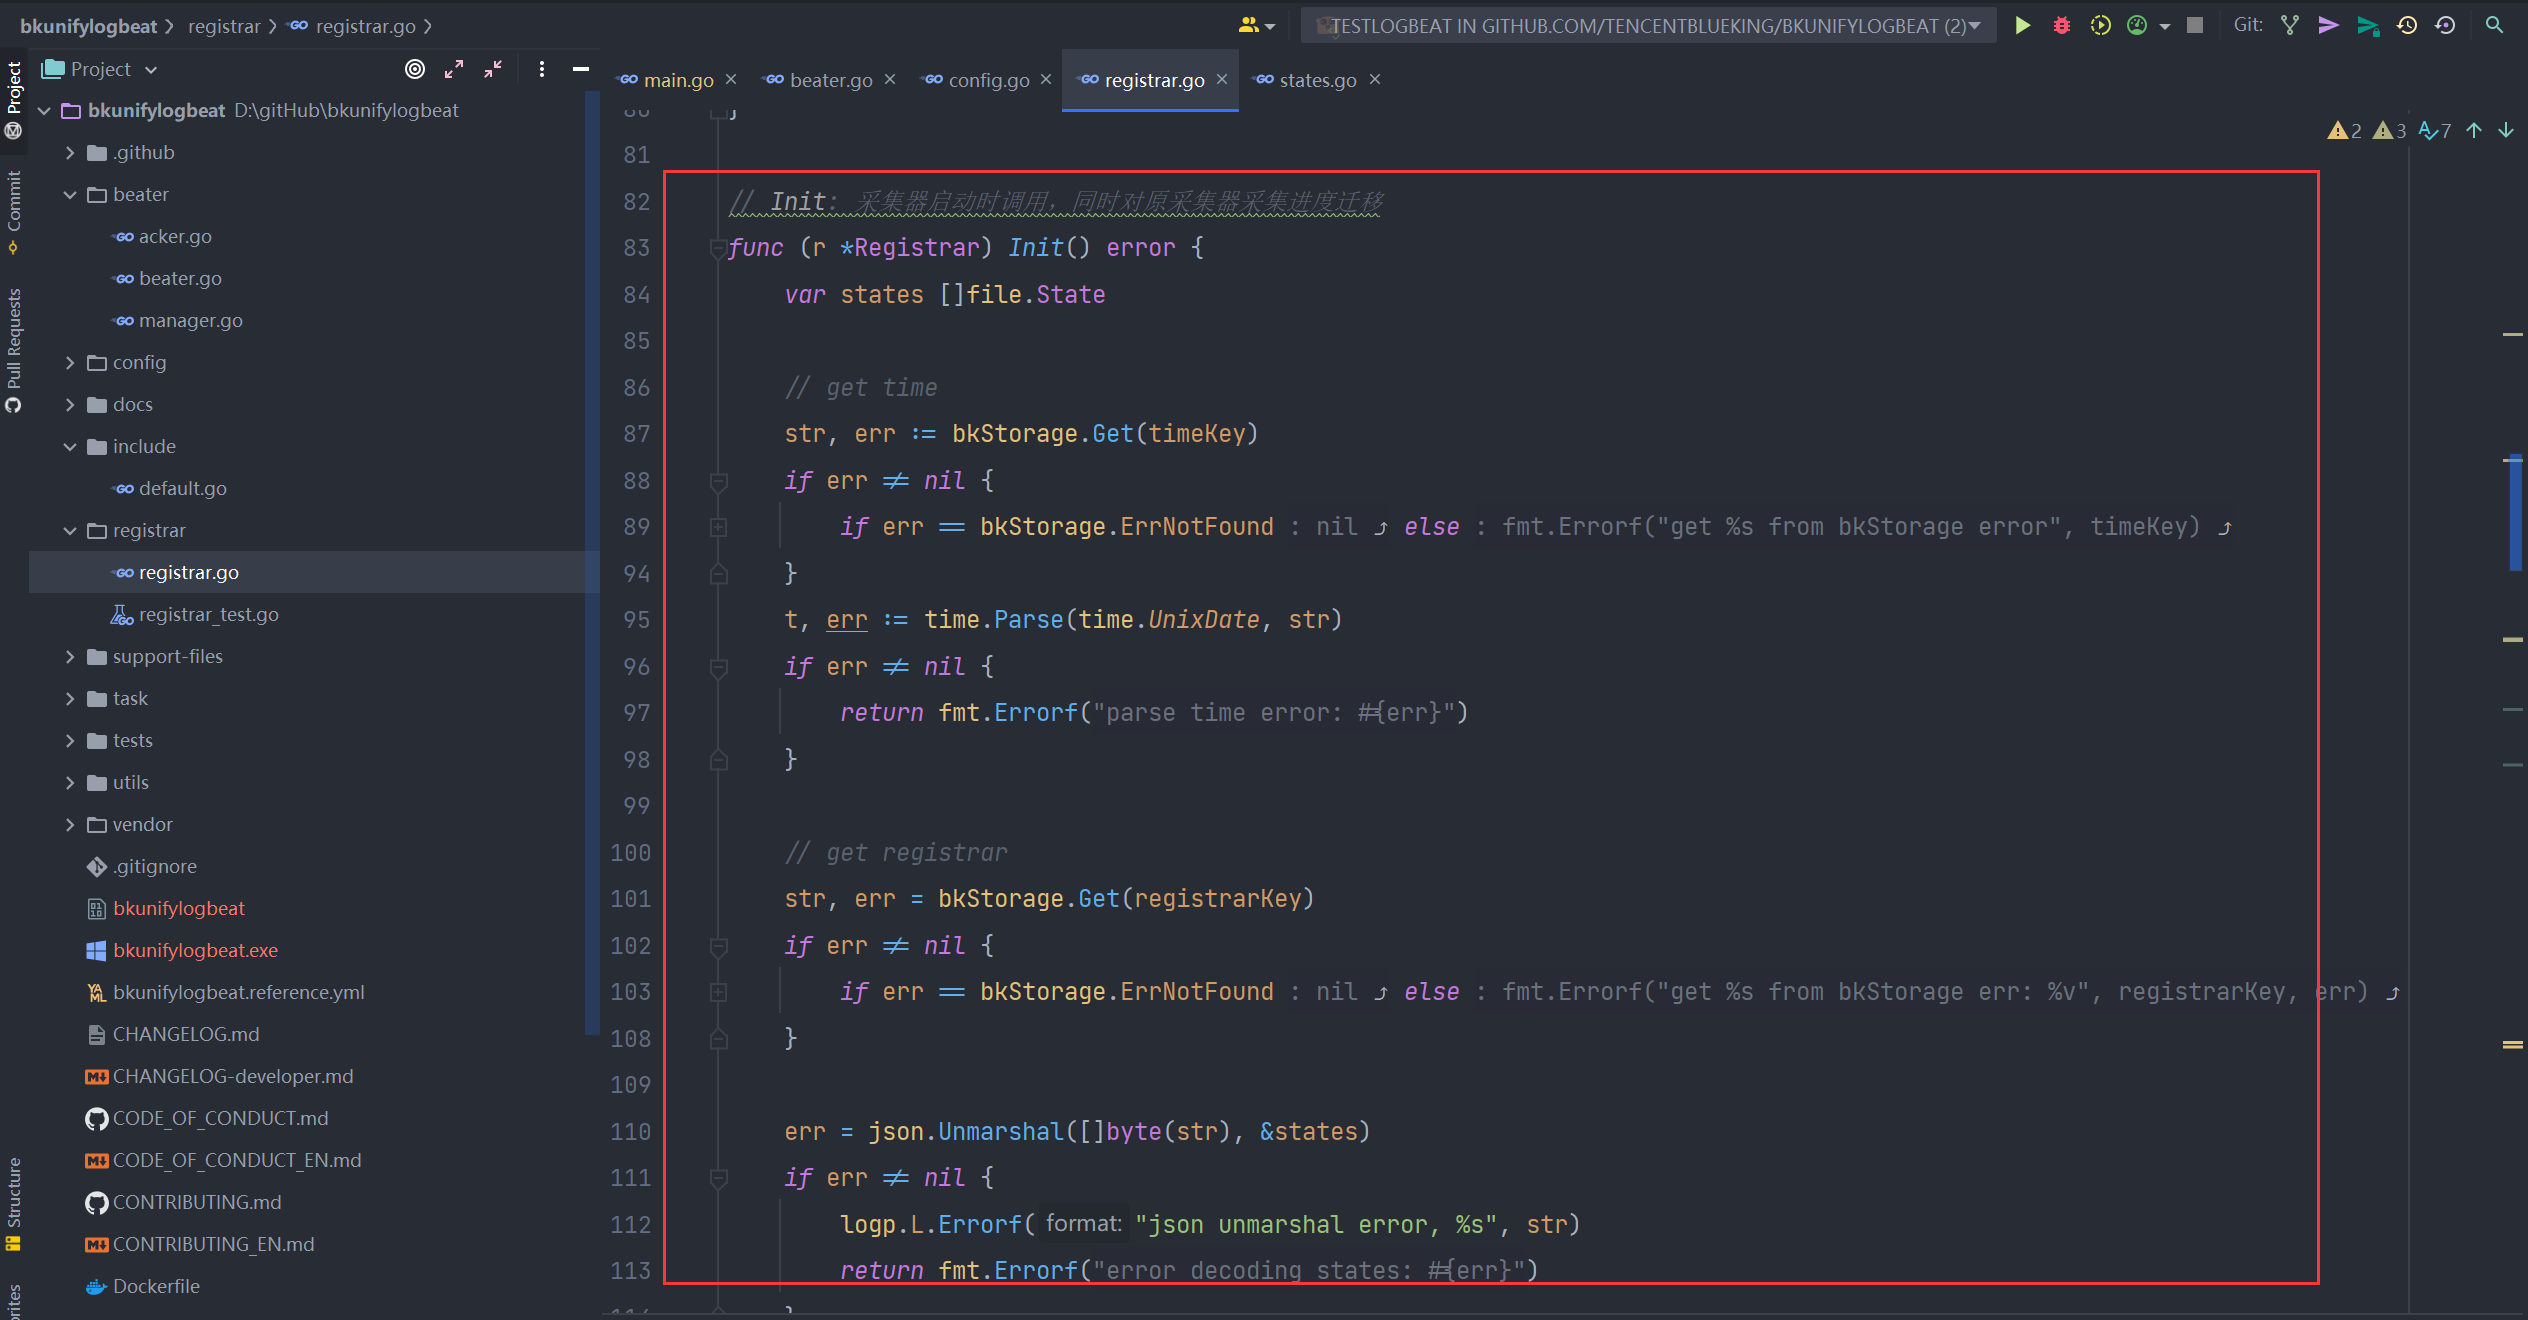 bkunifylogbeat > registrar > registrar.go >
TESTLOGBEAT IN GITHUB.COM/TENCENTBLUEKING/BKUNIFYLOGBEAT (2)
Git:
Project
main.go
beater.go
config.go
registrar.go
states.go
Project
Commit
Pull Requests
Structure
bkunifylogbeat D:\gitHub\bkunifylogbeat
.github
beater
acker.go
beater.go
manager.go
config
docs
include
default.go
registrar
registrar.go
registrar_test.go
support-files
task
tests
utils
vendor
.gitignore
bkunifylogbeat
bkunifylogbeat.exe
bkunifylogbeat.reference.yml
CHANGELOG.md
CHANGELOG-developer.md
CODE_OF_CONDUCT.md
CODE_OF_CONDUCT_EN.md
CONTRIBUTING.md
CONTRIBUTING_EN.md
Dockerfile
2 3 7
80 }
81
82 // Init: 采集器启动时调用，同时对原采集器采集进度迁移
83 func (r *Registrar) Init() error {
84 var states []file.State
85
86 // get time
87 str, err := bkStorage.Get(timeKey)
88 if err != nil {
89 if err == bkStorage.ErrNotFound : nil ⤴ else : fmt.Errorf("get %s from bkStorage error", timeKey) ⤴
94 }
95 t, err := time.Parse(time.UnixDate, str)
96 if err != nil {
97 return fmt.Errorf("parse time error: #{err}")
98 }
99
100 // get registrar
101 str, err = bkStorage.Get(registrarKey)
102 if err != nil {
103 if err == bkStorage.ErrNotFound : nil ⤴ else : fmt.Errorf("get %s from bkStorage err: %v", registrarKey, err) ⤴
108 }
109
110 err = json.Unmarshal([]byte(str), &states)
111 if err != nil {
112 logp.L.Errorf( format: "json unmarshal error, %s", str)
113 return fmt.Errorf("error decoding states: #{err}")